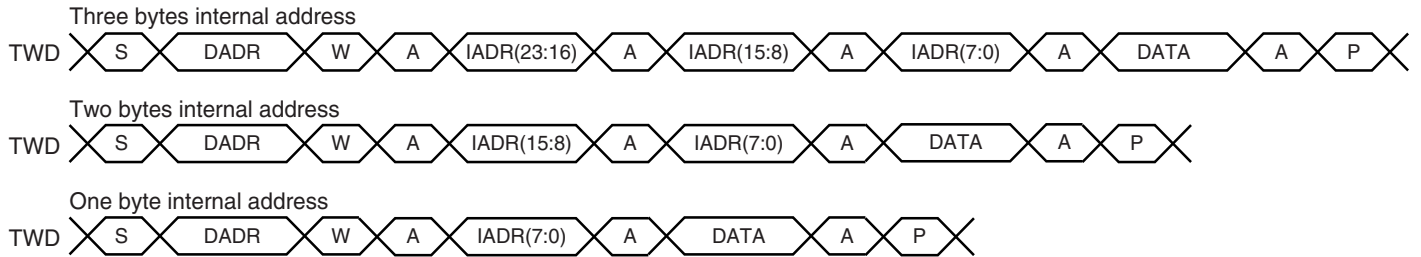 Three bytes internal address
TWD S DADR W A IADR(23:16) A IADR(15:8) A IADR(7:0) A DATA A P
Two bytes internal address
TWD S DADR W A IADR(15:8) A IADR(7:0) A DATA A P
One byte internal address
TWD S DADR W A IADR(7:0) A DATA A P